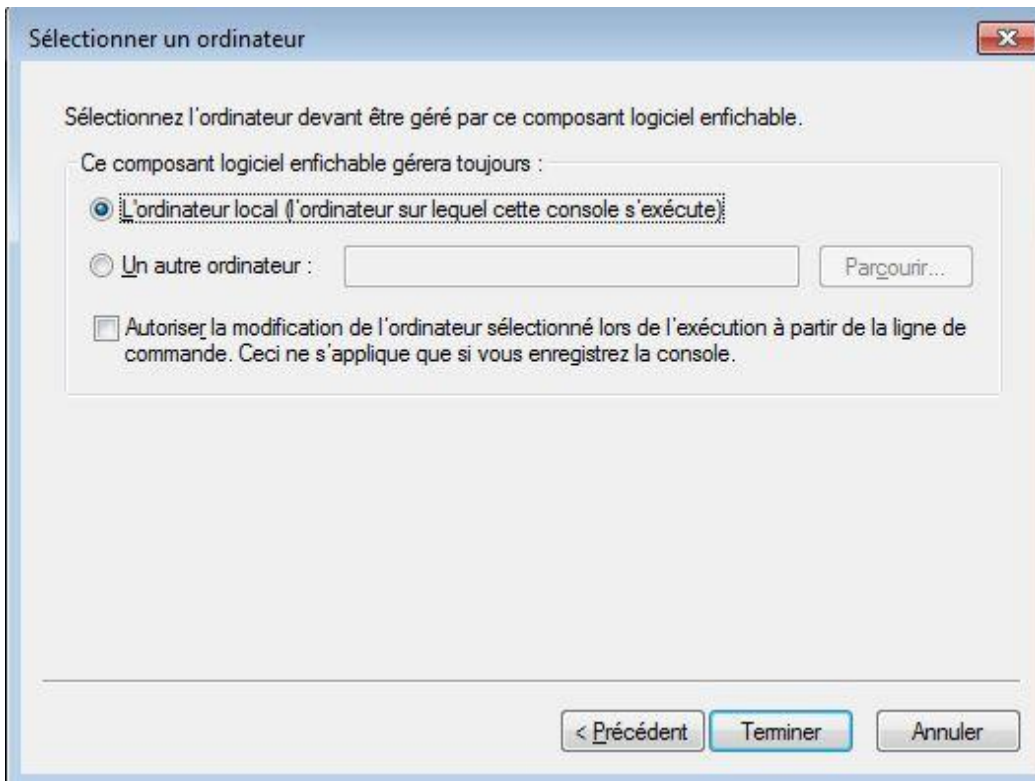 Sélectionner un ordinateur
Sélectionnez l'ordinateur devant être géré par ce composant logiciel enfichable.
Ce composant logiciel enfichable gérera toujours :
L'ordinateur local (l'ordinateur sur lequel cette console s'exécute)
Un autre ordinateur :
Parcourir...
Autoriser la modification de l'ordinateur sélectionné lors de l'exécution à partir de la ligne de
commande. Ceci ne s'applique que si vous enregistrez la console.
< Précédent
Terminer
Annuler